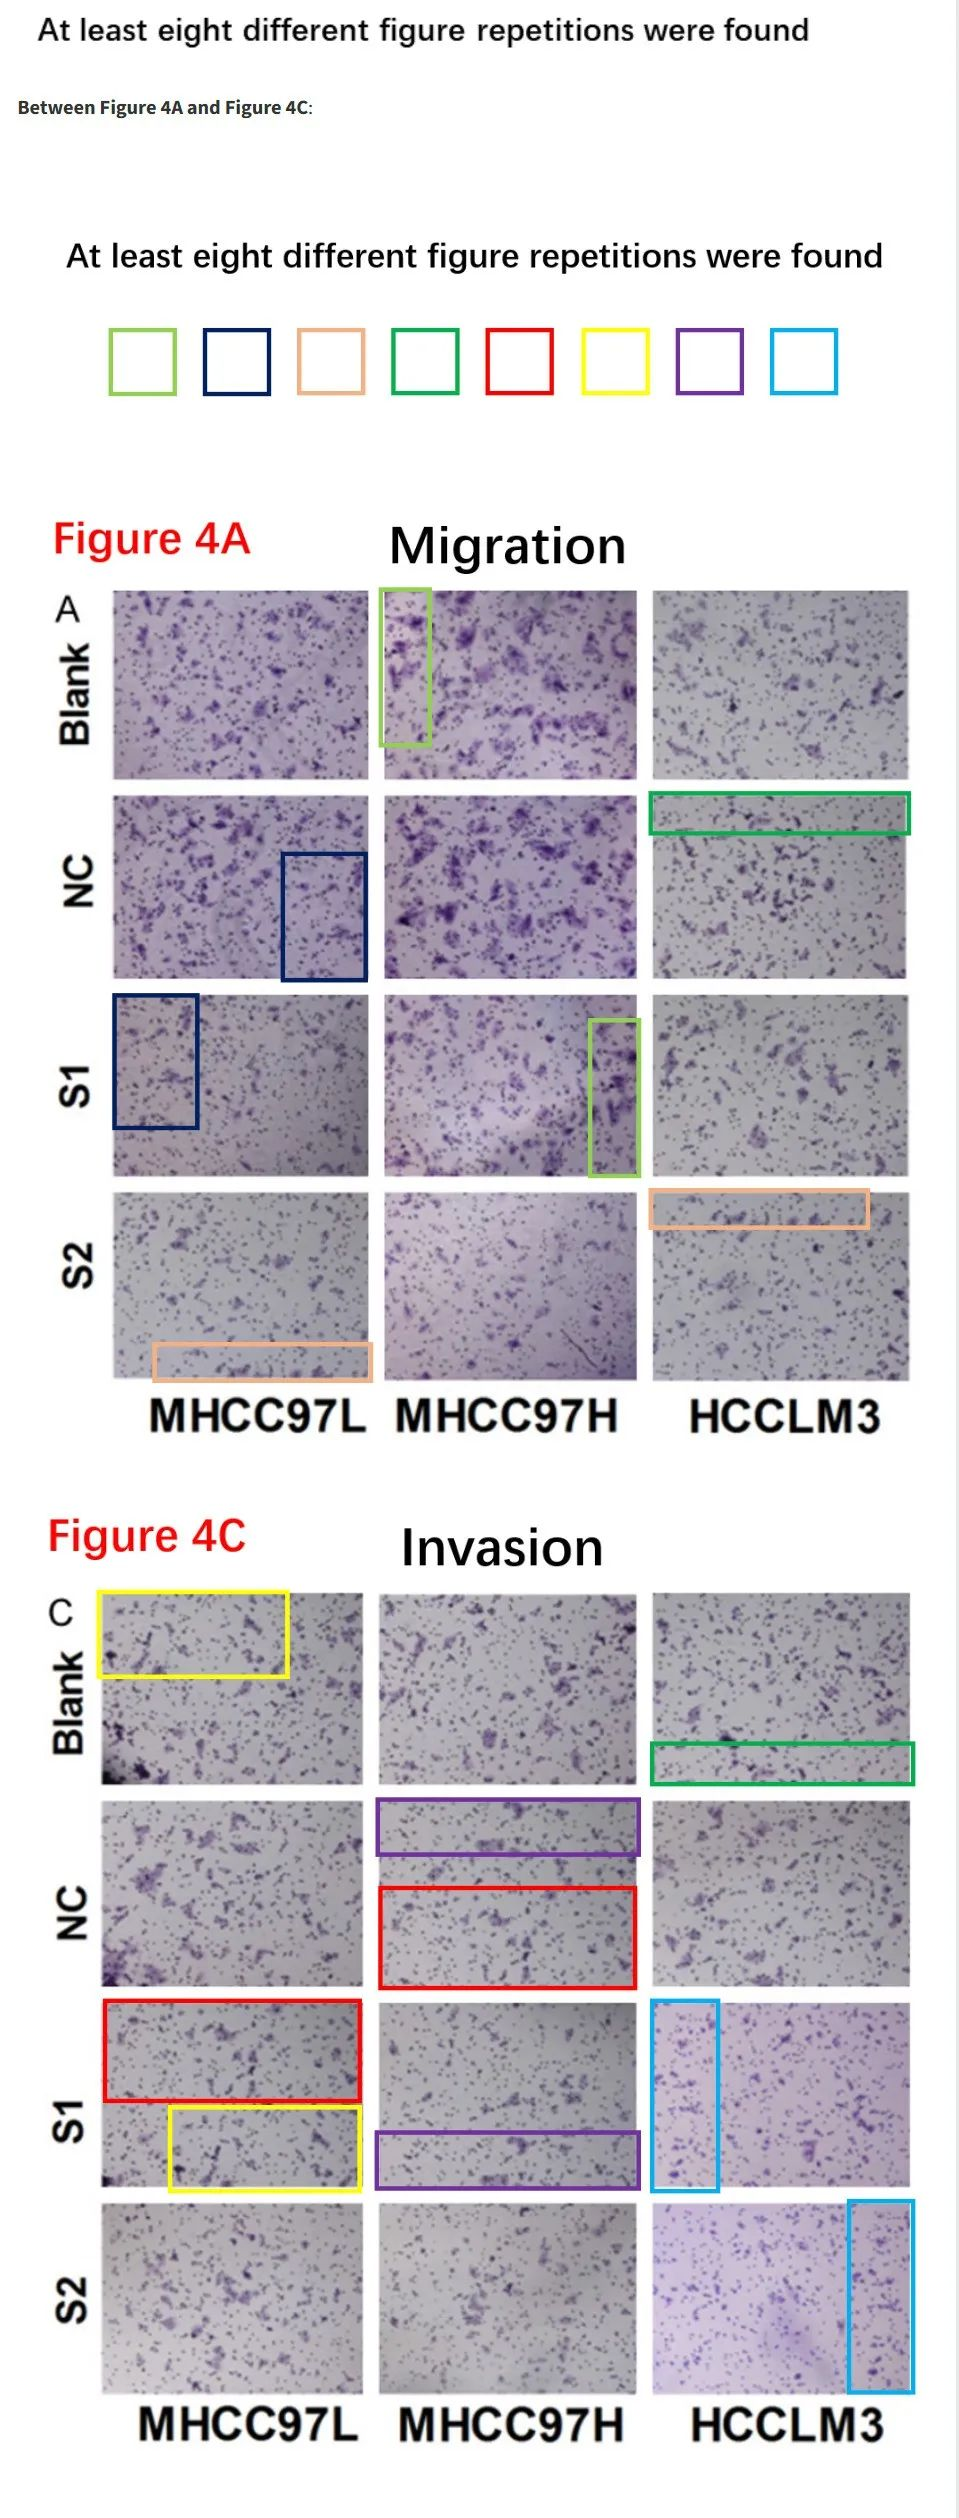 At least eight different figure repetitions were found
Between Figure 4A and Figure 4C:
At least eight different figure repetitions were found
Figure 4A
Migration
A
Blank
NC
S1
S2
MHCC97L
MHCC97H
HCCLM3
Figure 4C
Invasion
C
Blank
NC
S1
S2
MHCC97L
MHCC97H
HCCLM3